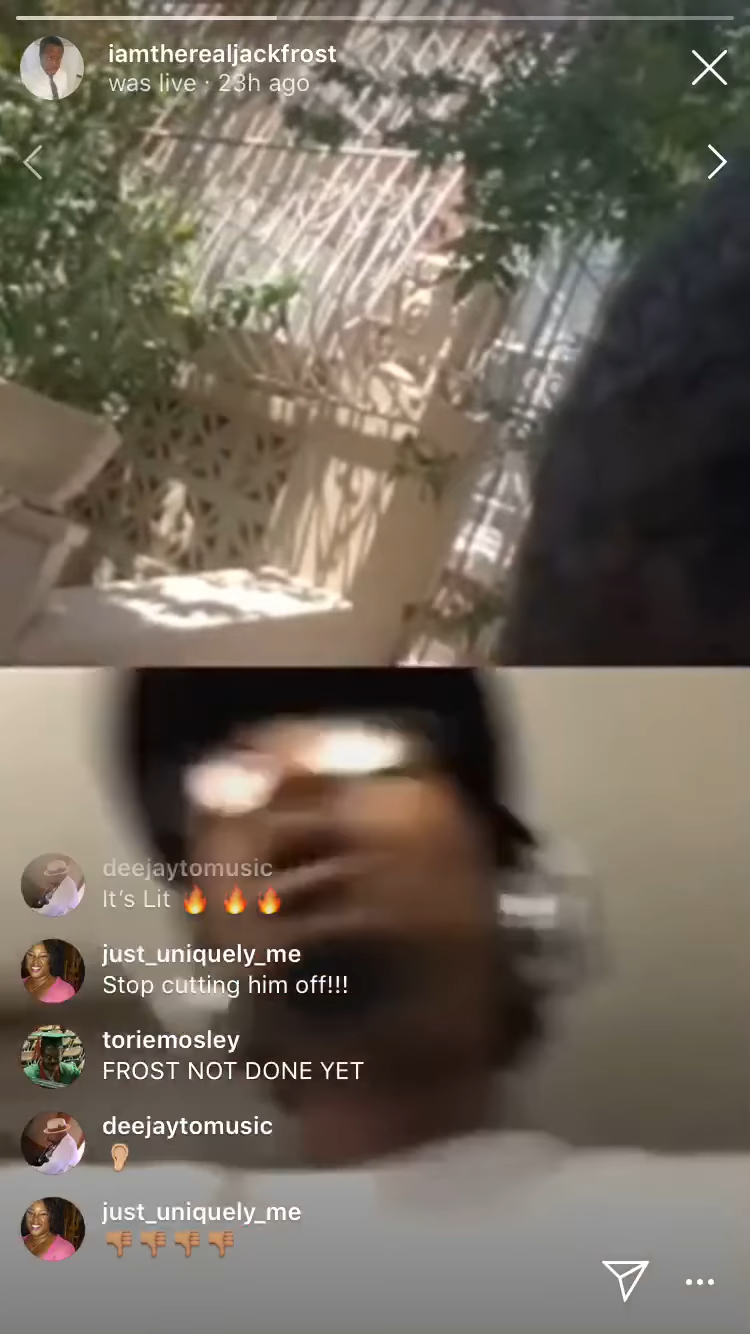 iamtherealjackfrost
was live · 23h ago
deejaytomusic
It's Lit 🔥 🔥 🔥
just_uniquely_me
Stop cutting him off!!!
toriemosley
FROST NOT DONE YET
deejaytomusic
👂🏼
just_uniquely_me
👎🏽👎🏽👎🏽👎🏽